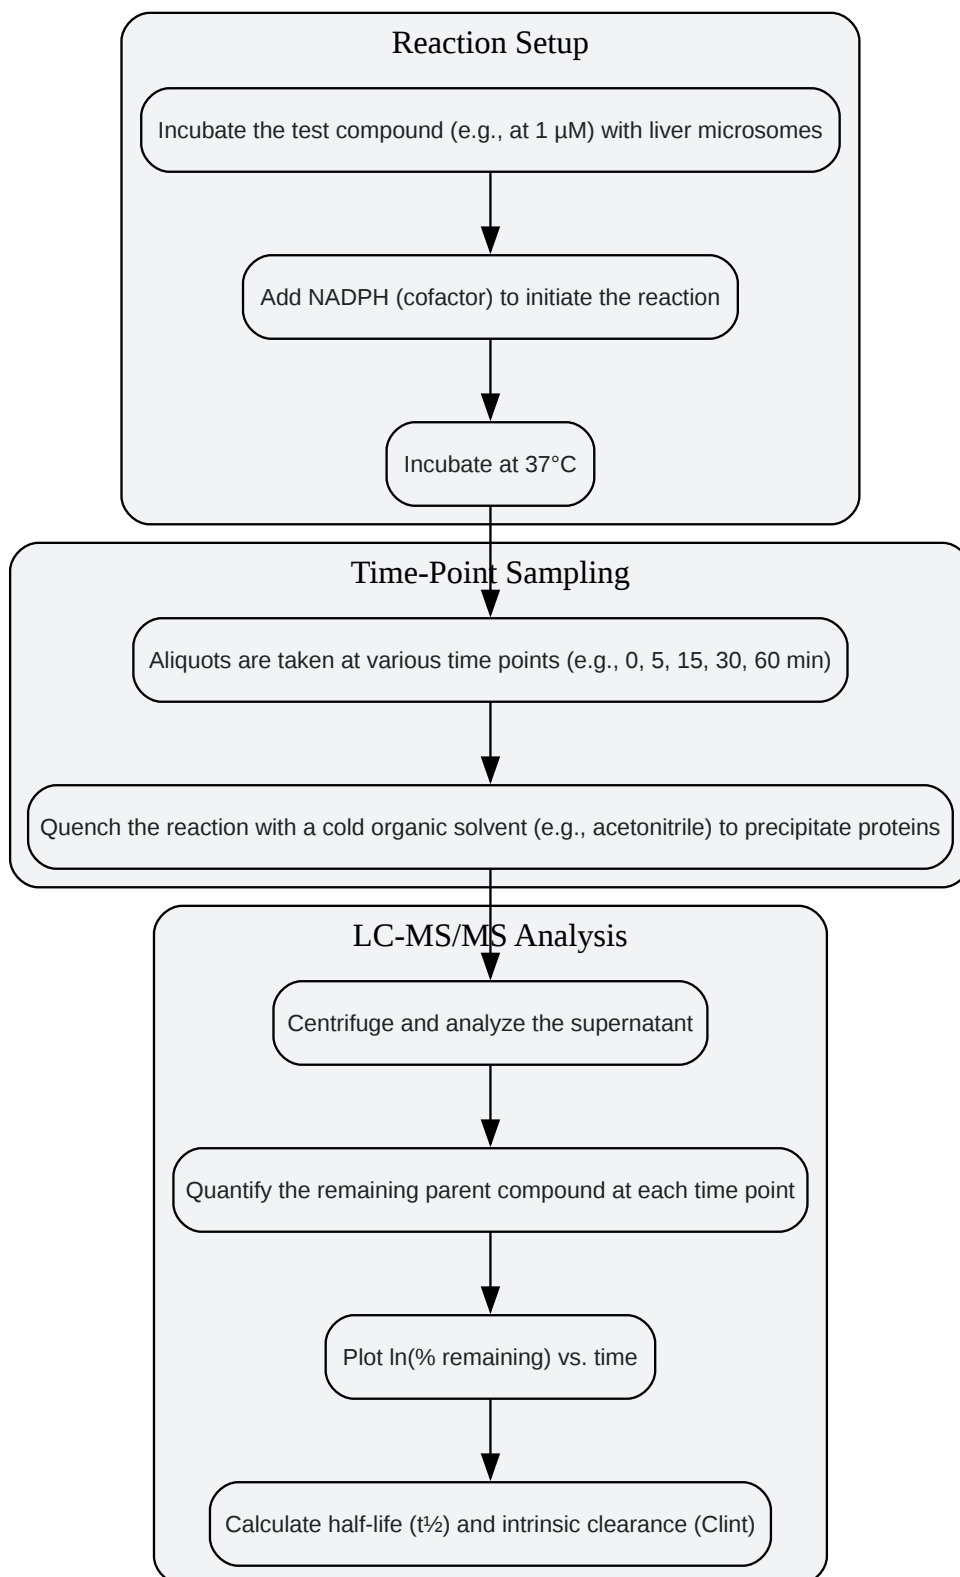 Reaction Setup
Incubate the test compound (e.g., at 1 µM) with liver microsomes
Add NADPH (cofactor) to initiate the reaction
Incubate at 37°C
Time-Point Sampling
Aliquots are taken at various time points (e.g., 0, 5, 15, 30, 60 min)
Quench the reaction with a cold organic solvent (e.g., acetonitrile) to precipitate proteins
LC-MS/MS Analysis
Centrifuge and analyze the supernatant
Quantify the remaining parent compound at each time point
Plot ln(% remaining) vs. time
Calculate half-life (t½) and intrinsic clearance (Clint)